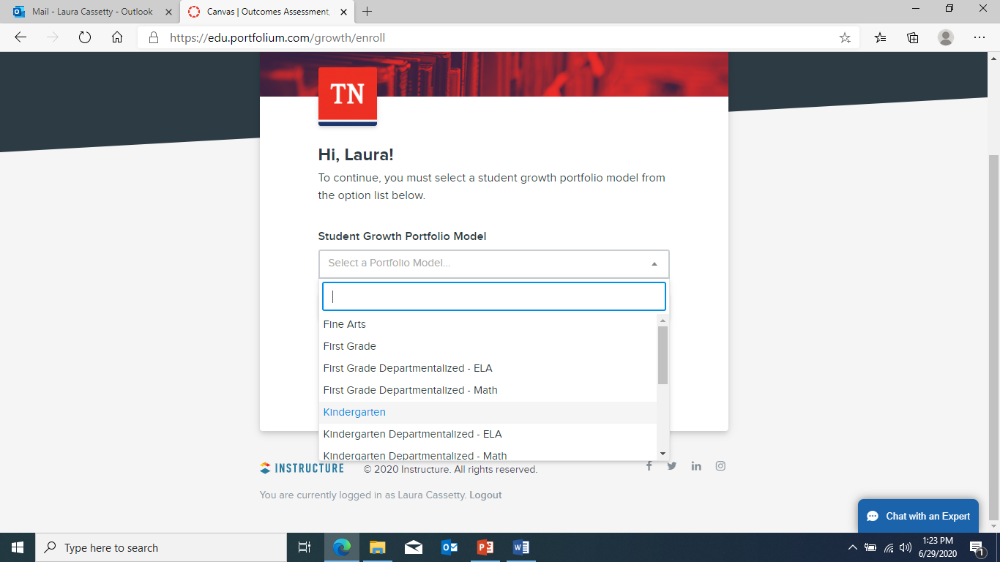 Mail - Laura Cassetty - Outlook
Canvas | Outcomes Assessment,
https://edu.portfolium.com/growth/enroll
TN
Hi, Laura!
To continue, you must select a student growth portfolio model from
the option list below.
Student Growth Portfolio Model
Select a Portfolio Model...
Fine Arts
First Grade
First Grade Departmentalized - ELA
First Grade Departmentalized - Math
Kindergarten
Kindergarten Departmentalized - ELA
Kindergarten Departmentalized - Math
INSTRUCTURE © 2020 Instructure. All rights reserved.
You are currently logged in as Laura Cassetty. Logout
Chat with an Expert
Type here to search
1:23 PM
6/29/2020
1